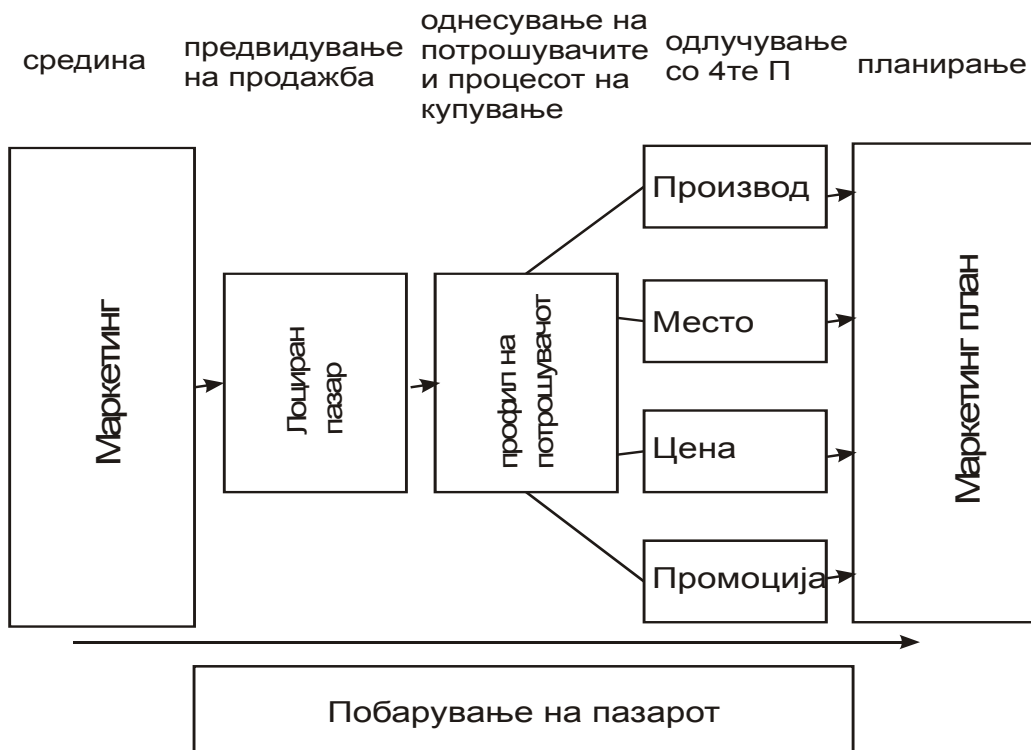 средина
предвидување
на продажба
однесување на
потрошувачите
и процесот на
купување
одлучување
со 4те П
планирање
Маркетинг
Лоциран
пазар
профил на
потрошувачот
Производ
Место
Цена
Промоција
Маркетинг план
Побарување на пазарот